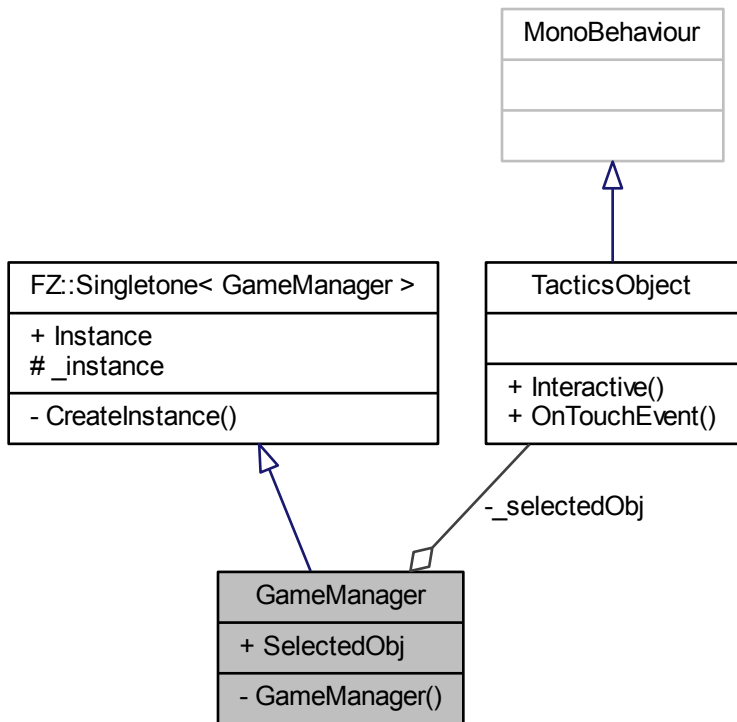 MonoBehaviour
FZ::Singletone< GameManager >
+ Instance
# _instance
- CreateInstance()
TacticsObject
+ Interactive()
+ OnTouchEvent()
-_selectedObj
GameManager
+ SelectedObj
- GameManager()